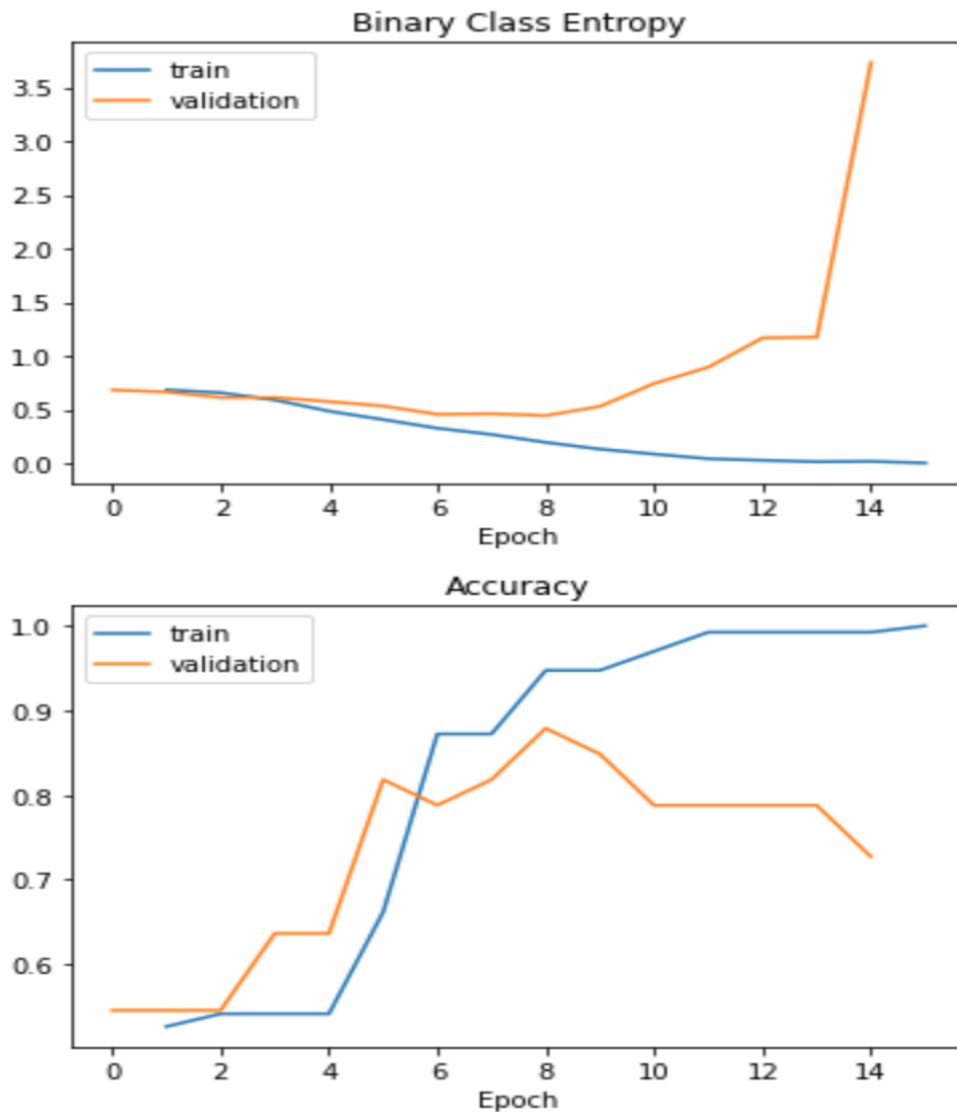 Binary Class Entropy
train
validation
3.5
3.0
2.5
2.0
1.5
1.0
0.5
0.0
0 2 4 6 8 10 12 14
Epoch
Accuracy
train
validation
1.0
0.9
0.8
0.7
0.6
0 2 4 6 8 10 12 14
Epoch